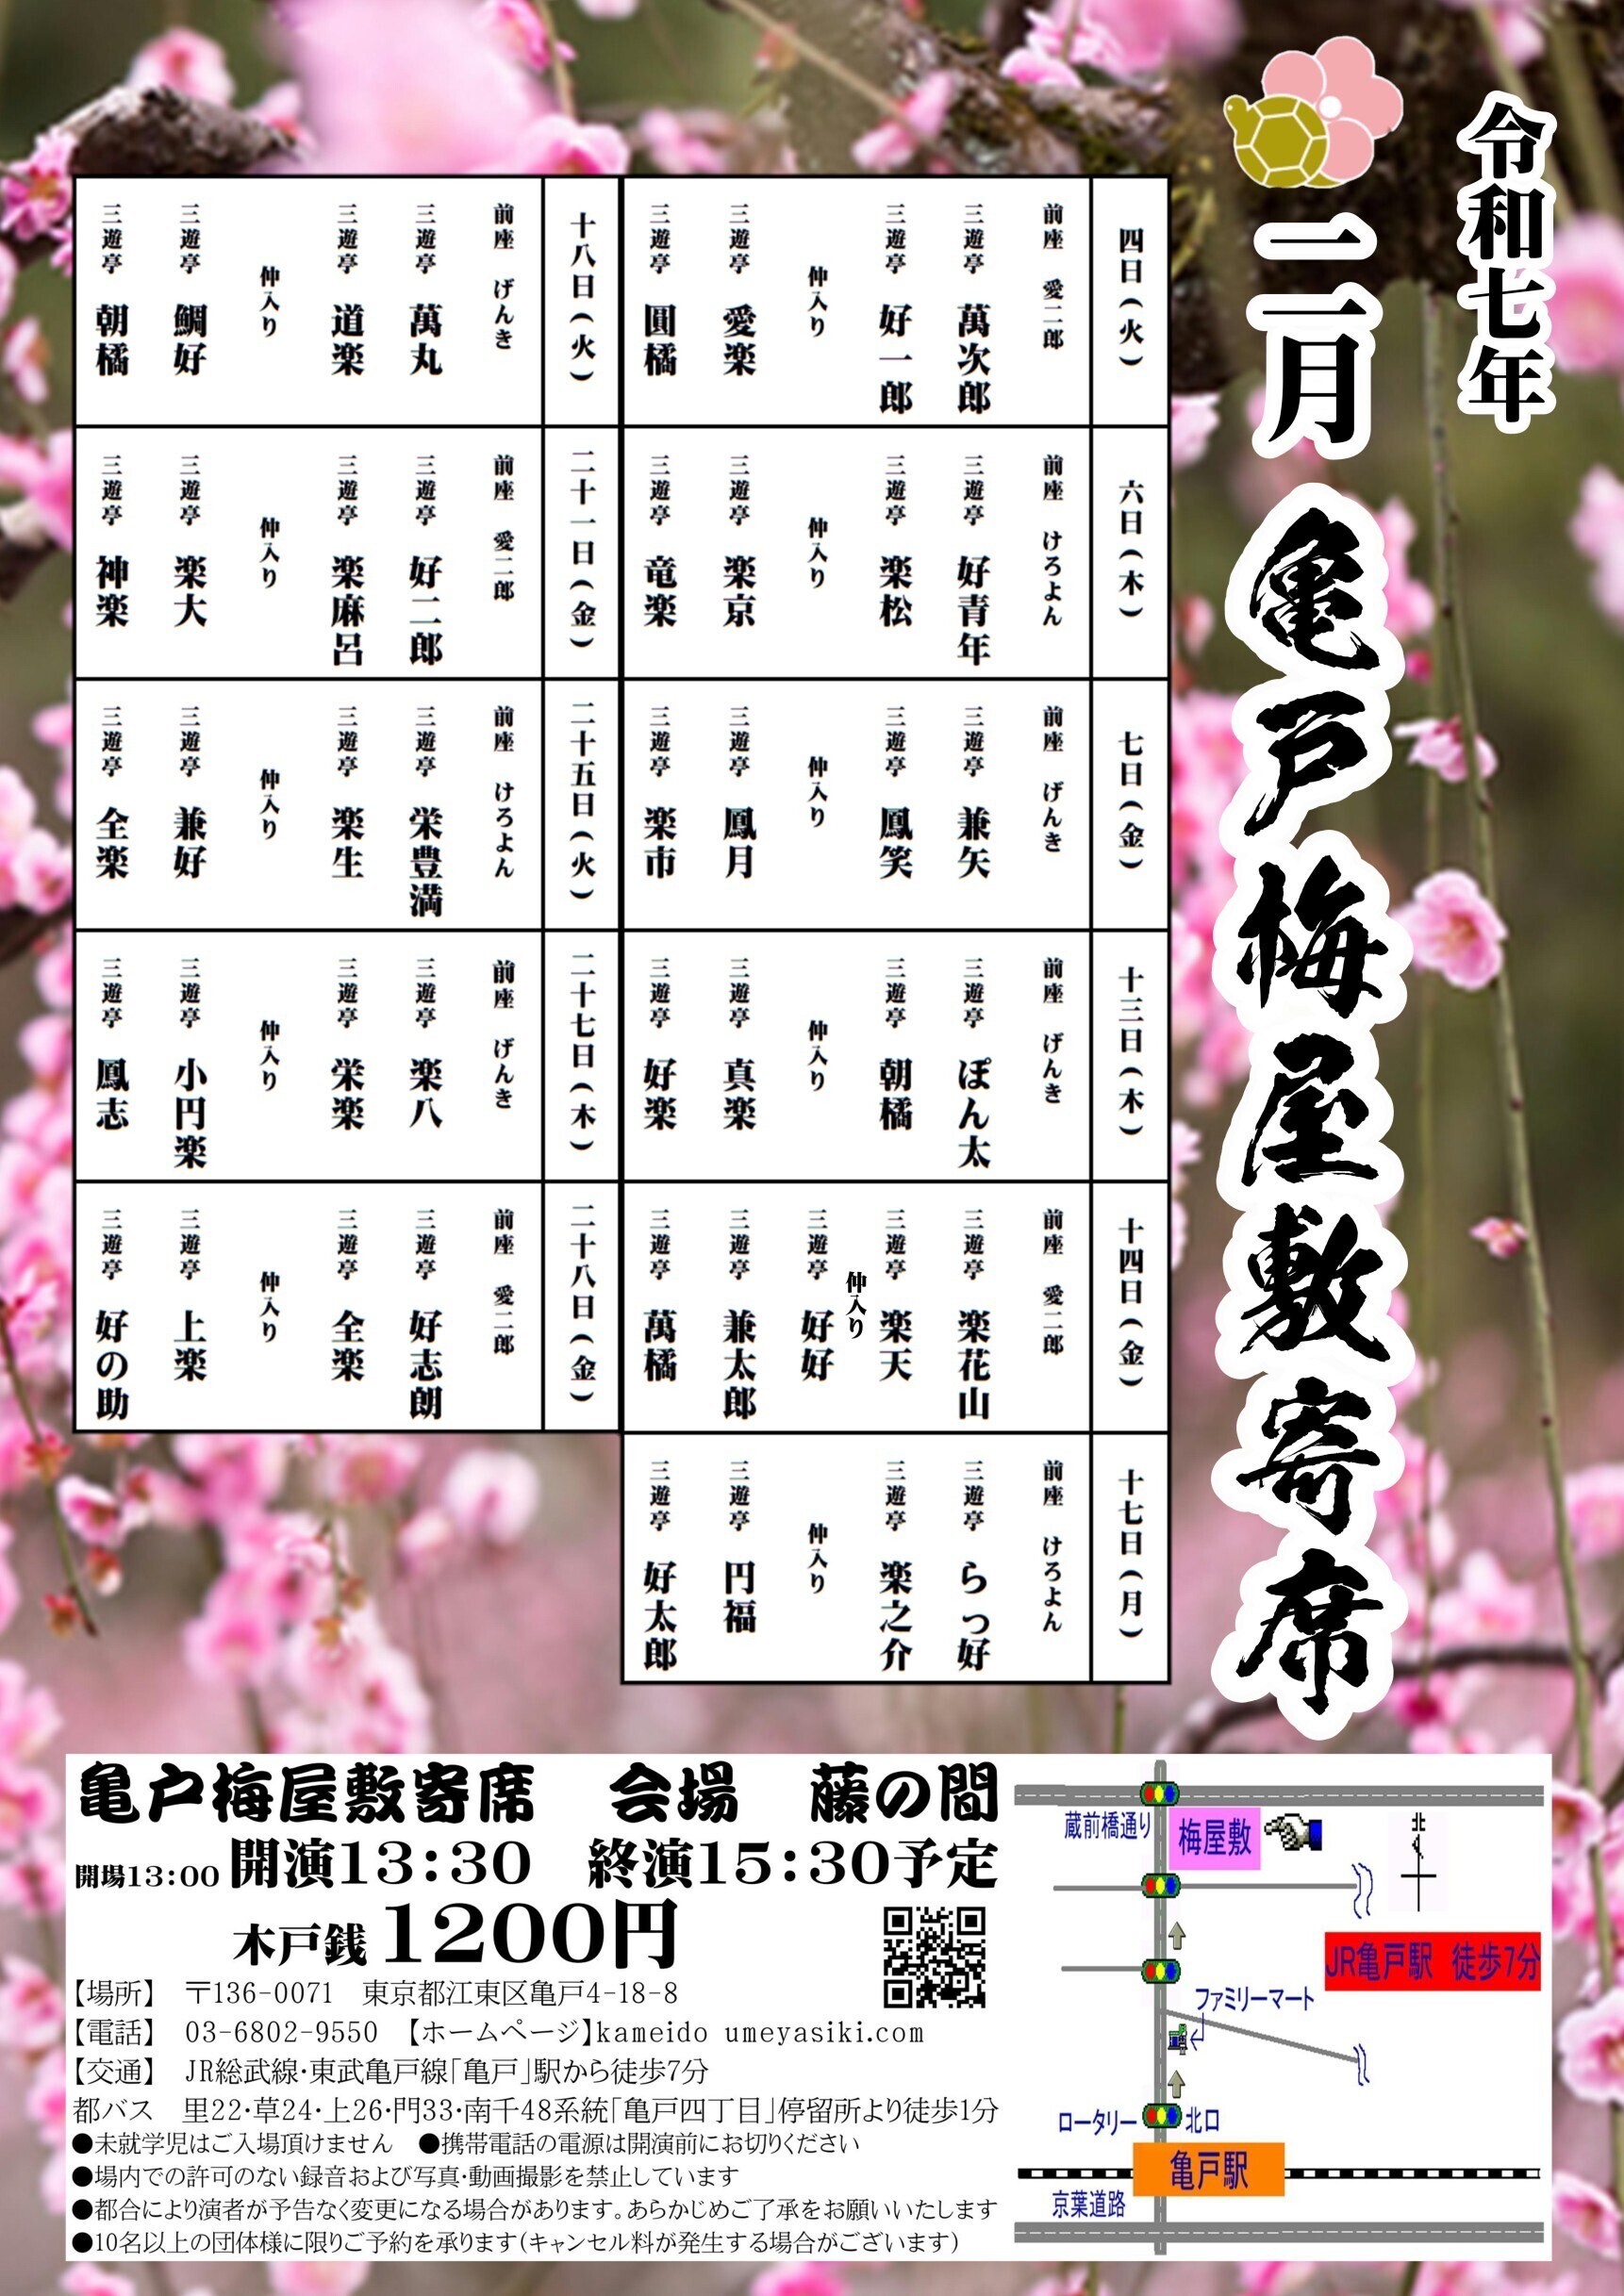 令和七年
二月 亀戸梅屋敷寄席
四日(火)
前座 愛二郎
三遊亭 萬次郎
三遊亭 好一郎
仲入り
三遊亭 愛楽
三遊亭 圓橘
六日(木)
前座 けろよん
三遊亭 好青年
三遊亭 楽松
仲入り
三遊亭 楽京
三遊亭 竜楽
七日(金)
前座 げんき
三遊亭 兼矢
三遊亭 鳳笑
仲入り
三遊亭 鳳月
三遊亭 楽市
十三日(木)
前座 げんき
三遊亭 ぽん太
三遊亭 朝橘
仲入り
三遊亭 真楽
三遊亭 好楽
十四日(金)
前座 愛二郎
三遊亭 楽花山
三遊亭 楽天
仲入り
三遊亭 好好
三遊亭 兼太郎
三遊亭 萬橘
十七日(月)
前座 けろよん
三遊亭 らっ好
三遊亭 楽之介
仲入り
三遊亭 円福
三遊亭 好太郎
十八日(火)
前座 げんき
三遊亭 萬丸
三遊亭 道楽
仲入り
三遊亭 鯛好
三遊亭 朝橘
二十一日(金)
前座 愛二郎
三遊亭 好二郎
三遊亭 楽麻呂
仲入り
三遊亭 楽大
三遊亭 神楽
二十五日(火)
前座 けろよん
三遊亭 栄豊満
三遊亭 楽生
仲入り
三遊亭 兼好
三遊亭 全楽
二十七日(木)
前座 げんき
三遊亭 楽八
三遊亭 栄楽
仲入り
三遊亭 小円楽
三遊亭 鳳志
二十八日(金)
前座 愛二郎
三遊亭 好志朗
三遊亭 全楽
仲入り
三遊亭 上楽
三遊亭 好の助
亀戸梅屋敷寄席 会場 藤の間
開場13:00 開演13:30 終演15:30予定
木戸銭1200円
【場所】 〒136-0071 東京都江東区亀戸4-18-8
【電話】 03-6802-9550 【ホームページ】kameido umeyasiki.com
【交通】 JR総武線・東武亀戸線「亀戸」駅から徒歩7分
都バス 里22・草24・上26・門33・南千48系統「亀戸四丁目」停留所より徒歩1分
●未就学児はご入場頂けません ●携帯電話の電源は開演前にお切りください
●場内での許可のない録音および写真・動画撮影を禁止しています
●都合により演者が予告なく変更になる場合があります。あらかじめご了承をお願いいたします
●10名以上の団体様に限りご予約を承ります(キャンセル料が発生する場合がございます)
蔵前橋通り
梅屋敷
北
JR亀戸駅 徒歩7分
ファミリーマート
ロータリー
北口
亀戸駅
京葉道路